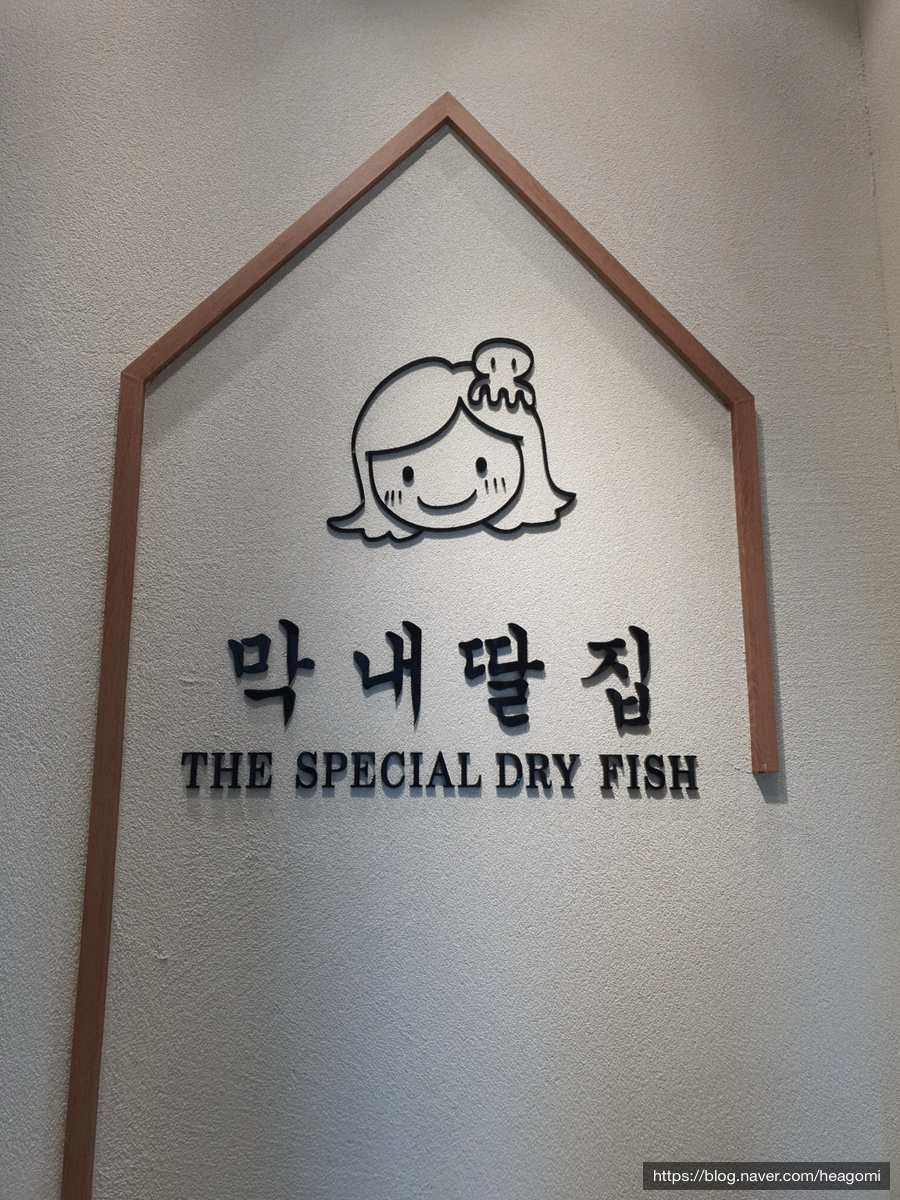 막내딸집
THE SPECIAL DRY FISH
https://blog.naver.com/heagomi